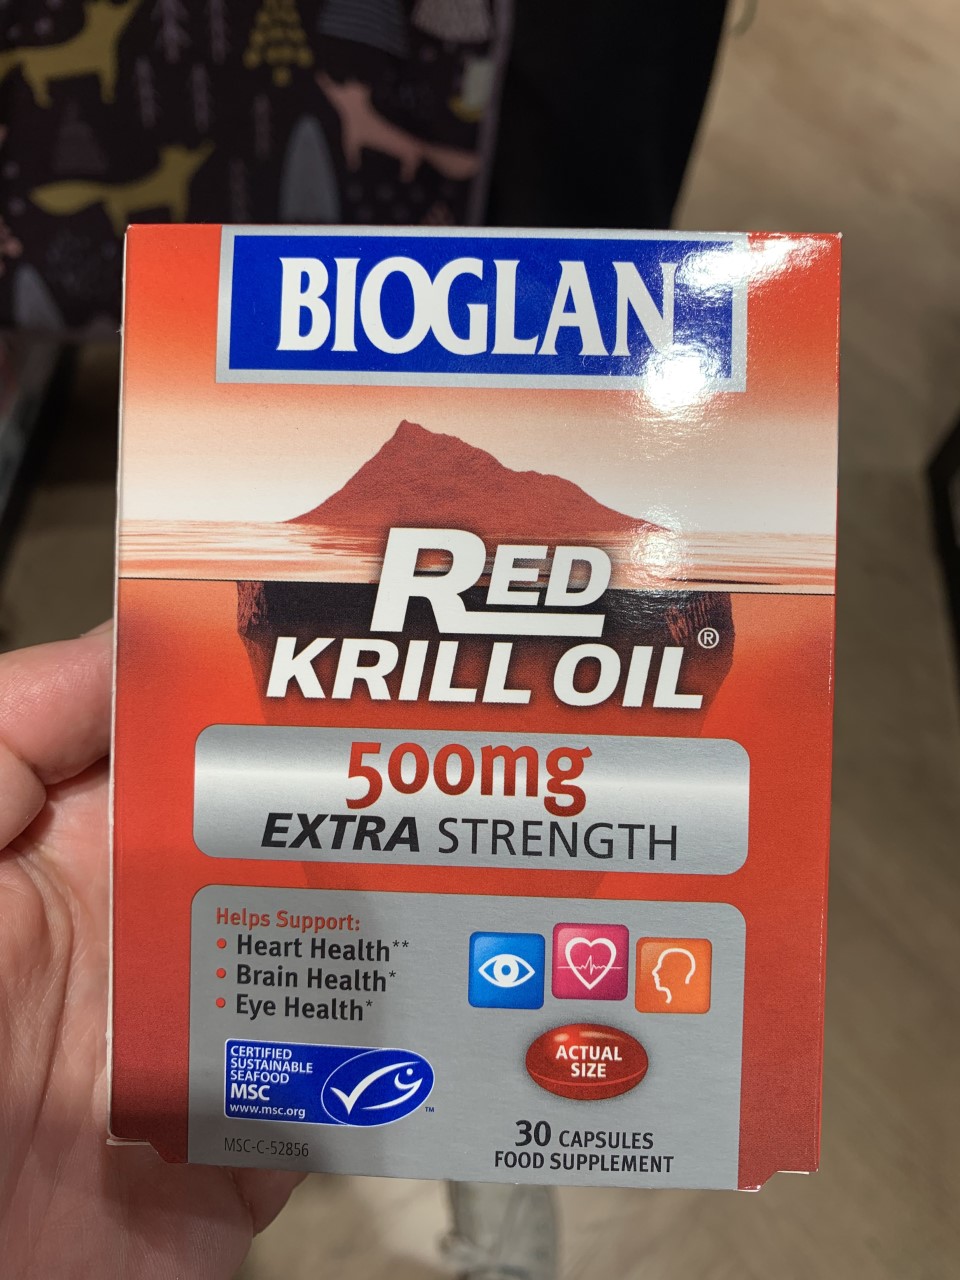 BIOGLAN
RED
KRILL OIL®
500mg
EXTRA STRENGTH
Helps Support:
• Heart Health**
• Brain Health*
• Eye Health*
CERTIFIED
SUSTAINABLE
SEAFOOD
MSC
www.msc.org
TM
MSC-C-52856
ACTUAL
SIZE
30 CAPSULES
FOOD SUPPLEMENT